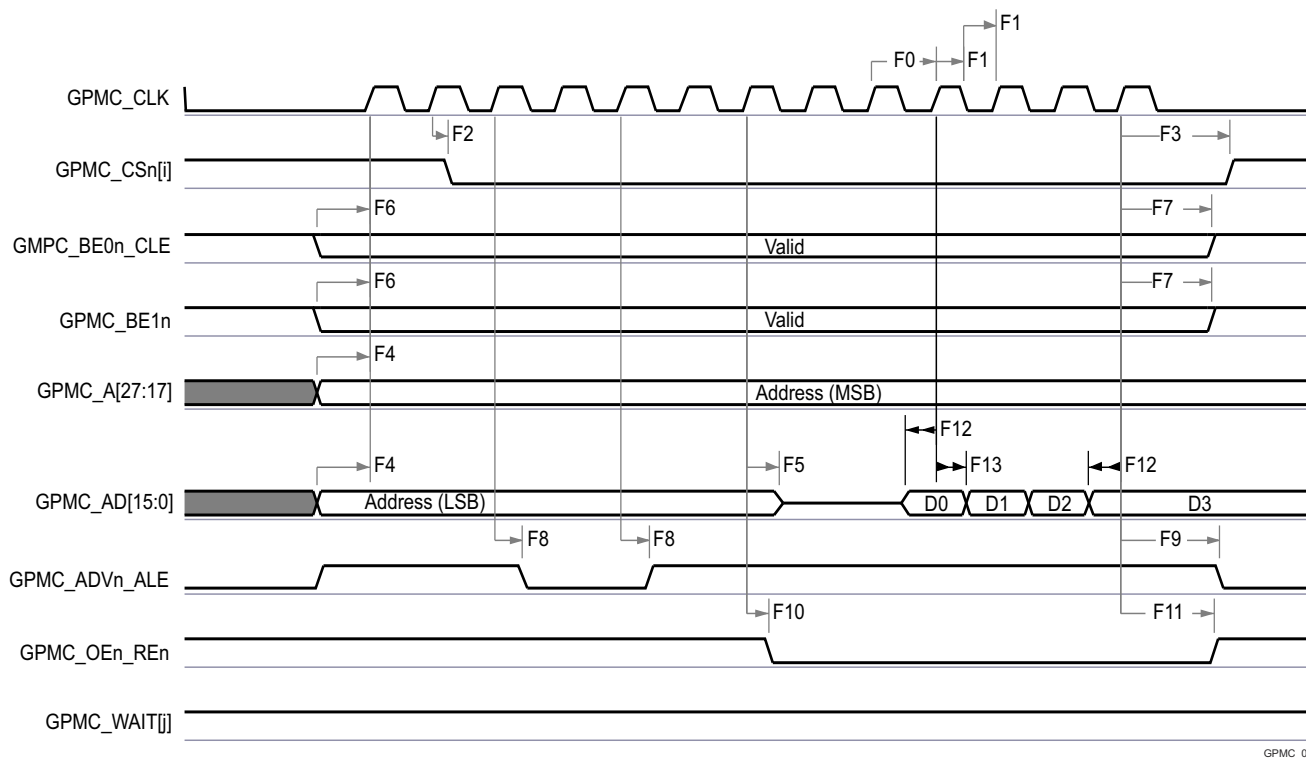 F1
F0 F1
GPMC_CLK
F2 F3
GPMC_CSn[i]
F6 F7
GMPC_BE0n_CLE Valid
F6 F7
GPMC_BE1n Valid
F4
GPMC_A[27:17] Address (MSB)
F12
F4 F5 F13 F12
GPMC_AD[15:0] Address (LSB) D0 D1 D2 D3
F8 F8 F9
GPMC_ADVn_ALE
F10 F11
GPMC_OEn_REn
GPMC_WAIT[j]
GPMC_0